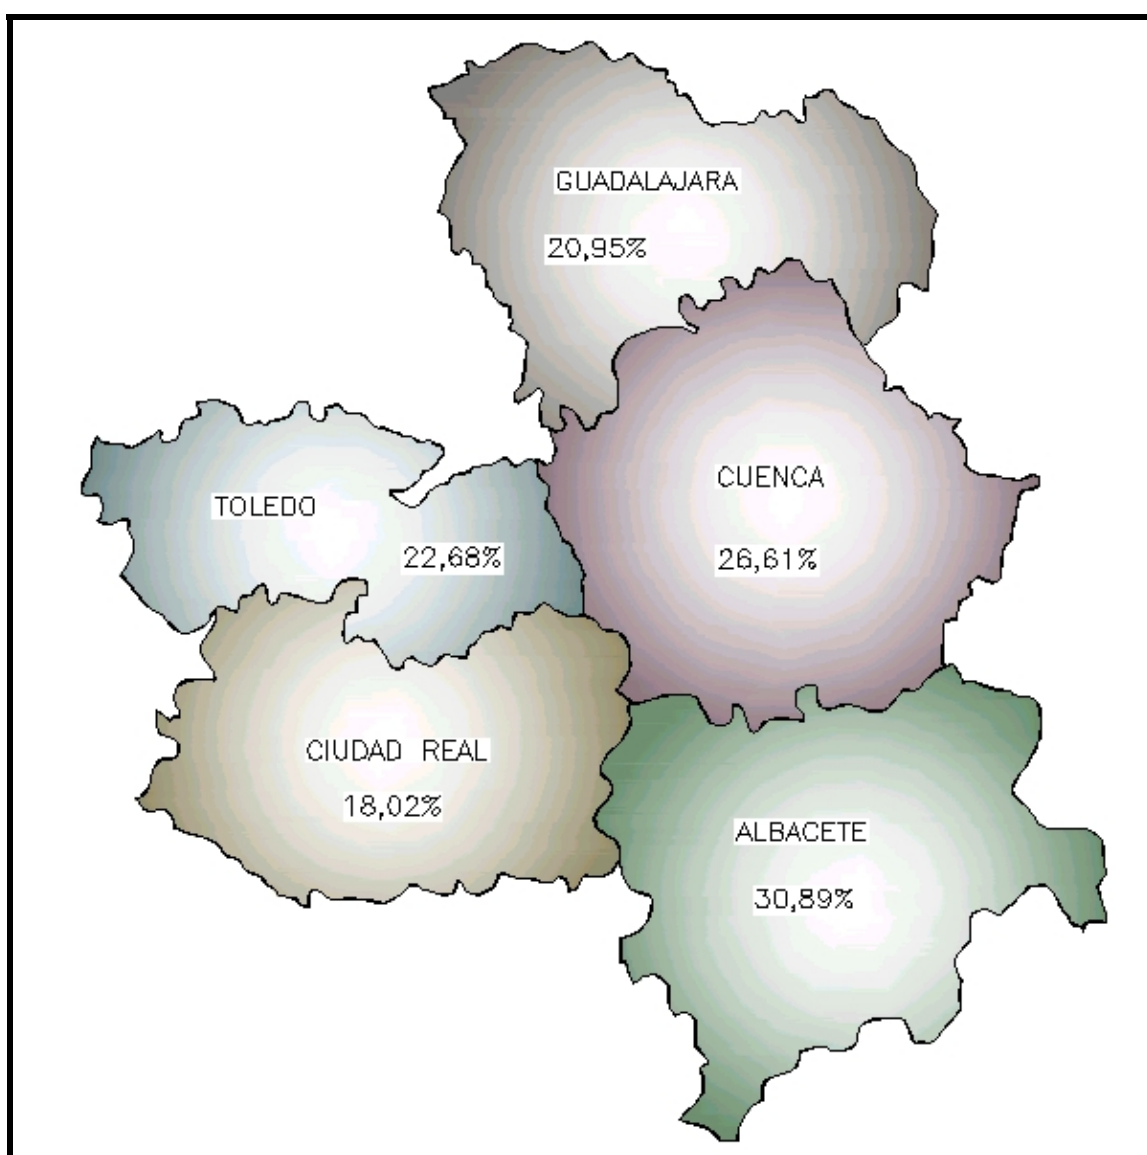 GUADALAJARA
20,95%
CUENCA
26,61%
TOLEDO
22,68%
CIUDAD REAL
18,02%
ALBACETE
30,89%